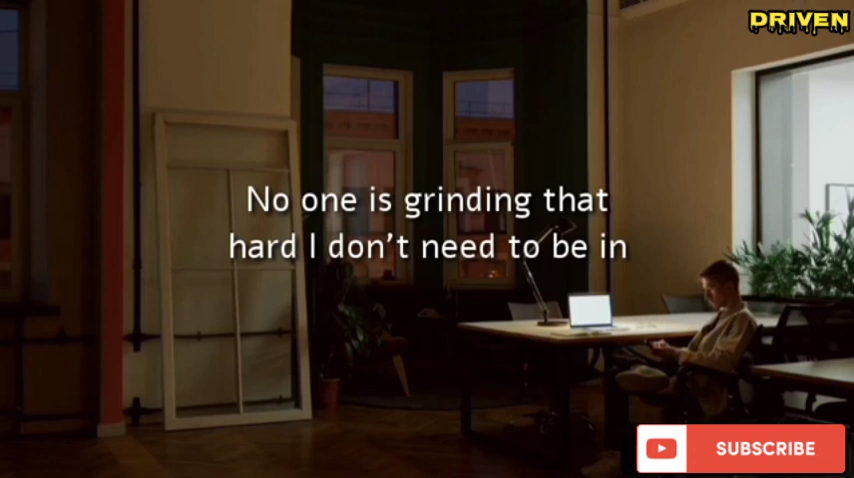 DRIVEN
No one is grinding that
hard I don't need to be in
SUBSCRIBE